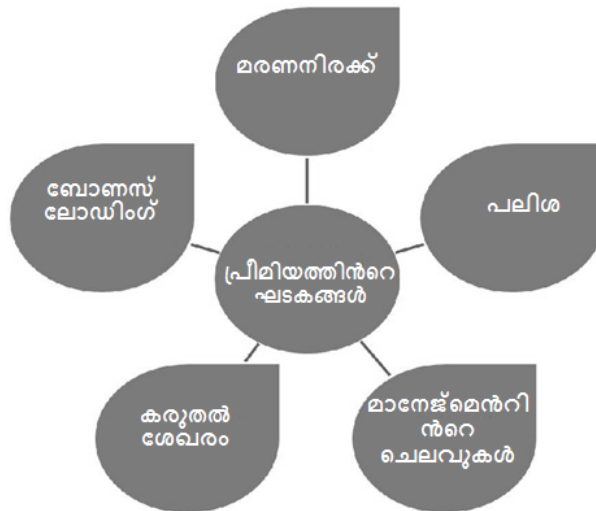 മരണനിരക്ക്
ബോണസ്
ലോഡിംഗ്
പലിശ
പ്രീമിയത്തിൻറെ
ഘടകങ്ങൾ
കരുതൽ
ശേഖരം
മാനേജ്മെൻറി
ൻറെ
ചെലവുകൾ